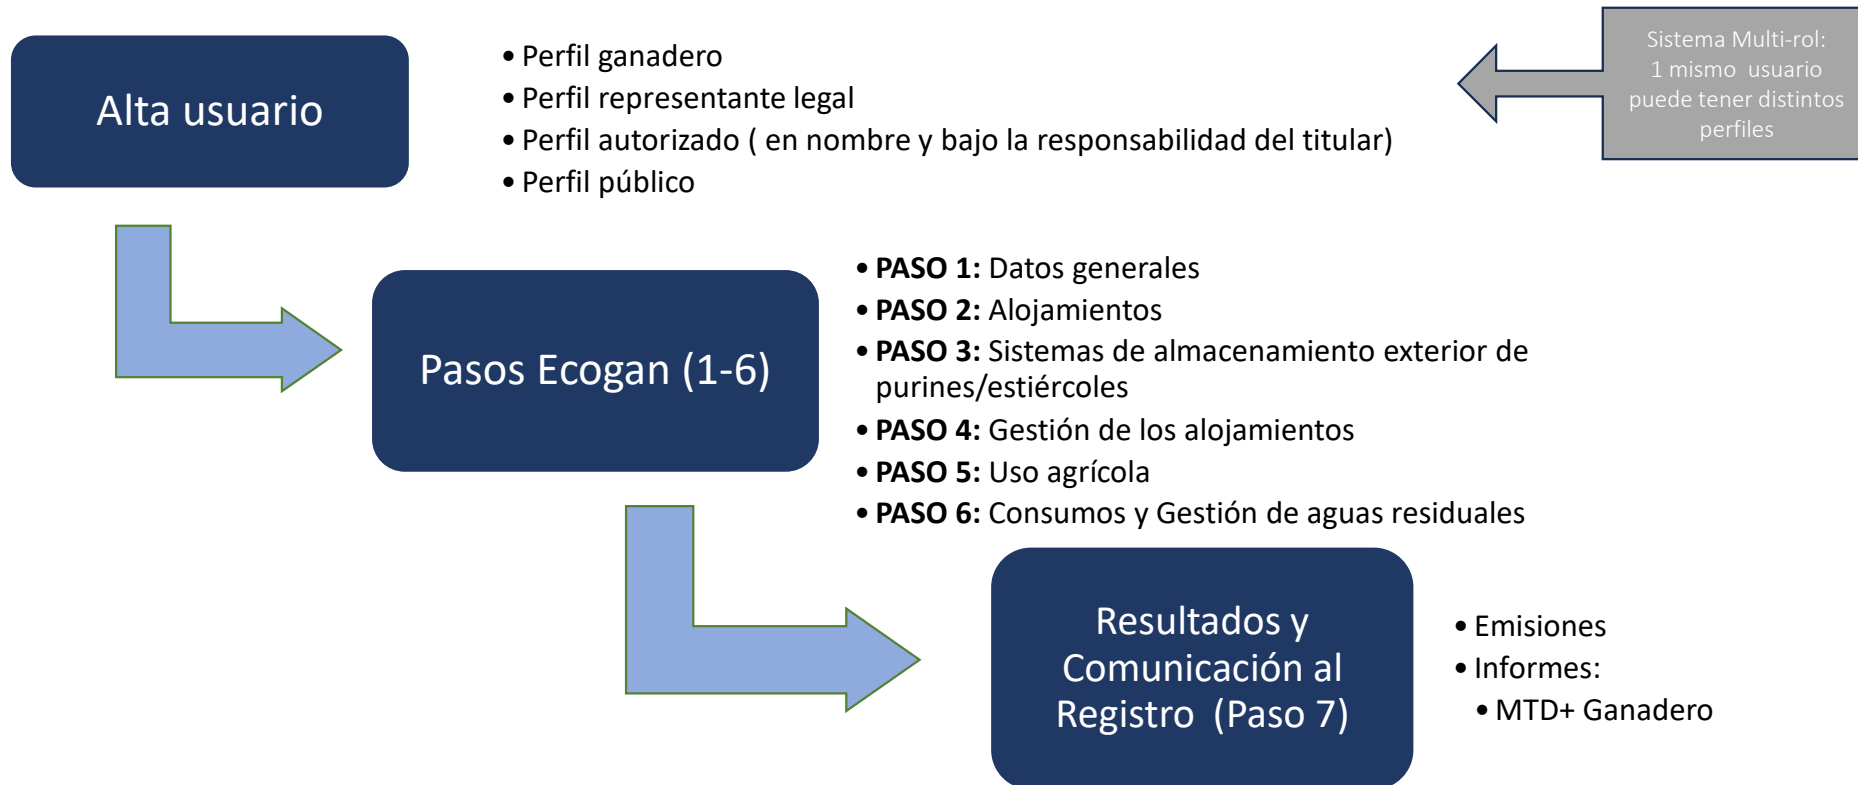 Alta usuario
• Perfil ganadero
• Perfil representante legal
• Perfil autorizado ( en nombre y bajo la responsabilidad del titular)
• Perfil público
Sistema Multi-rol:
1 mismo usuario
puede tener distintos
perfiles
Pasos Ecogan (1-6)
• PASO 1: Datos generales
• PASO 2: Alojamientos
• PASO 3: Sistemas de almacenamiento exterior de
purines/estiércoles
• PASO 4: Gestión de los alojamientos
• PASO 5: Uso agrícola
• PASO 6: Consumos y Gestión de aguas residuales
Resultados y
Comunicación al
Registro (Paso 7)
• Emisiones
• Informes:
• MTD+ Ganadero